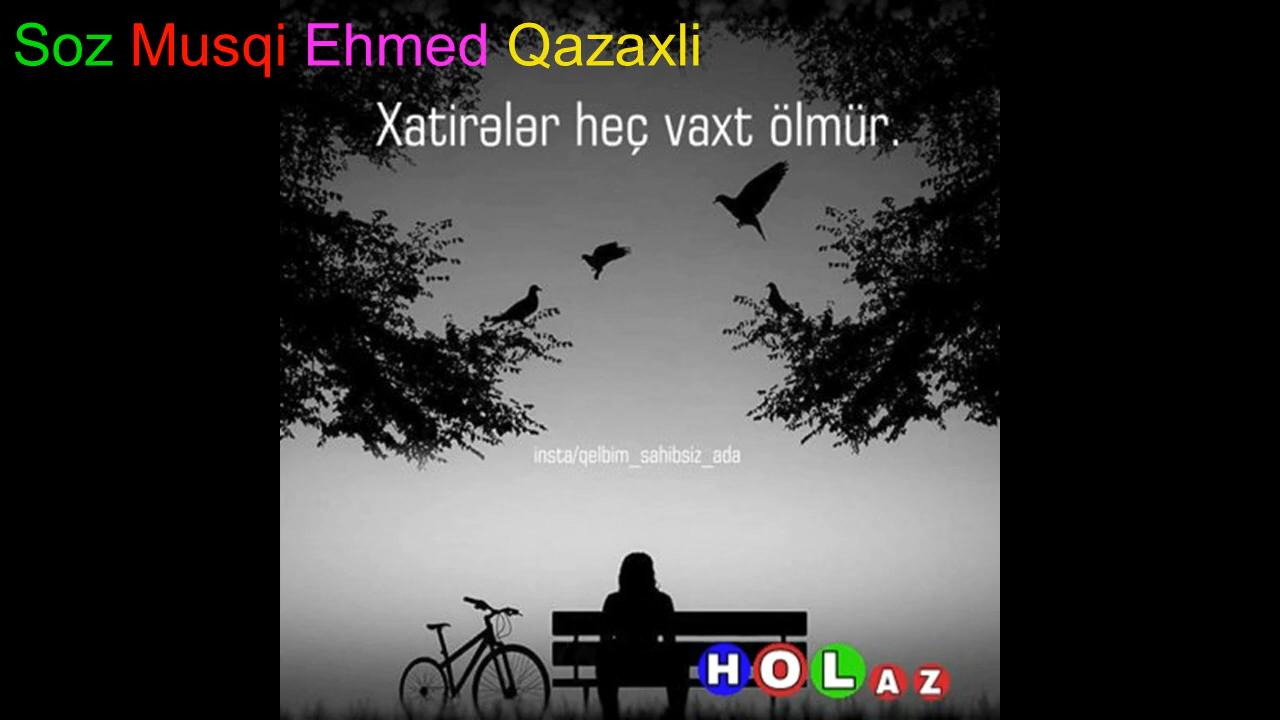 Soz Musqi Ehmed Qazaxli
Xatirələr heç vaxt ölmür.
insta/qelbim_sahibsiz_ada
HOLAZ